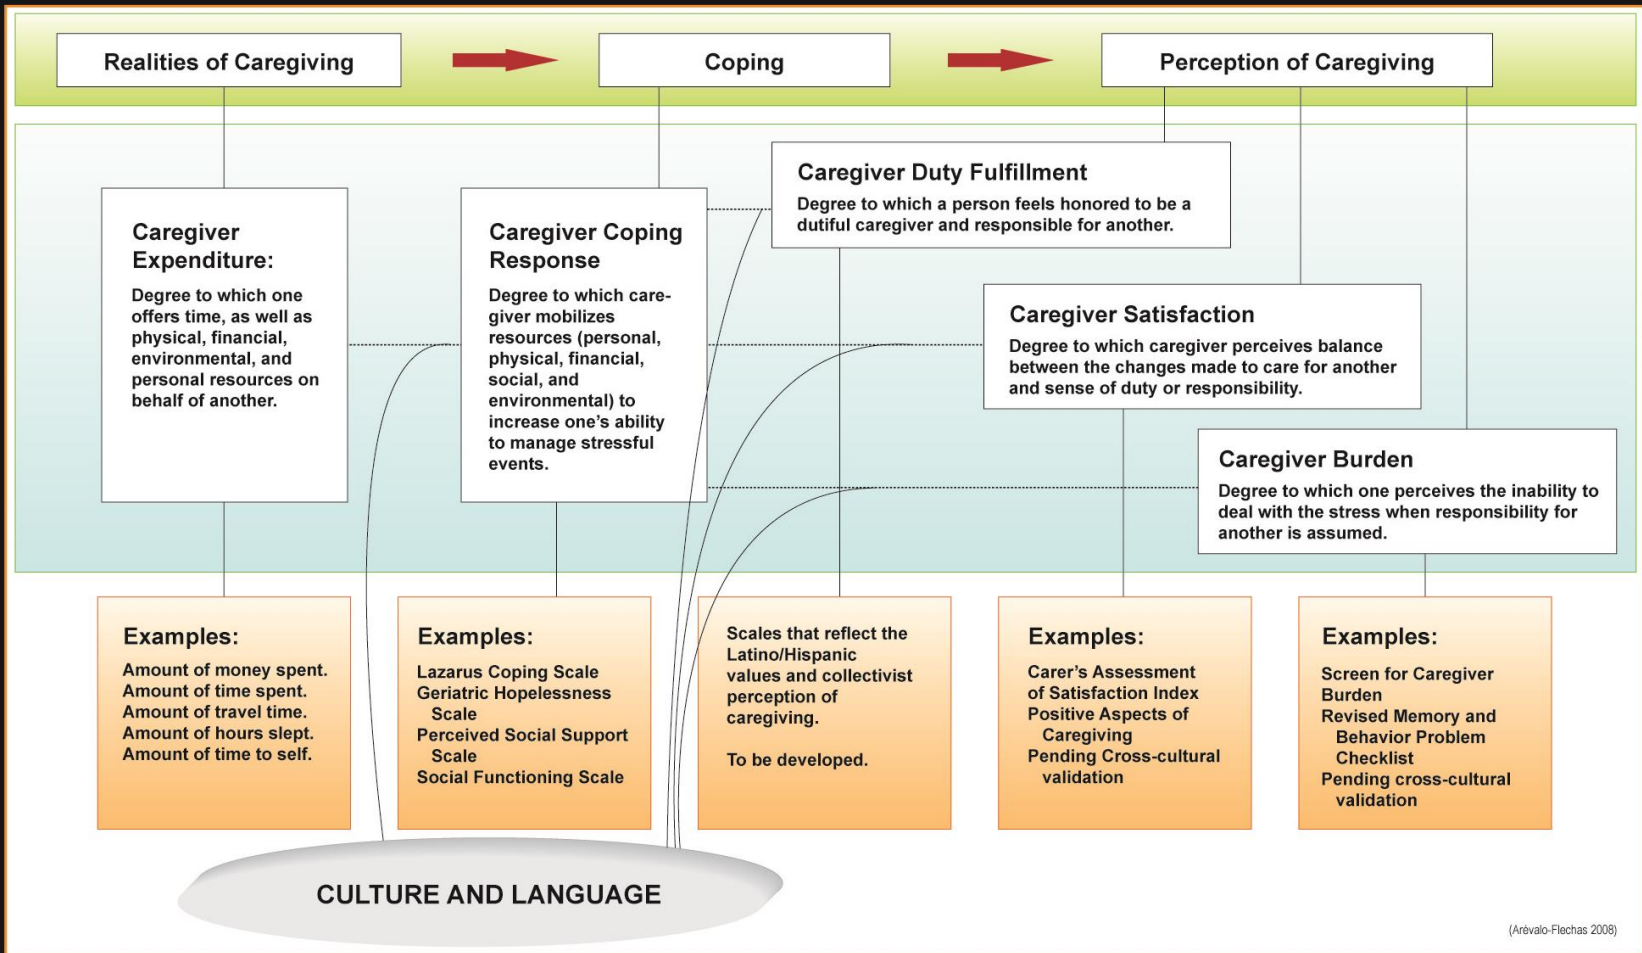 Realities of Caregiving
Coping
Perception of Caregiving
Caregiver
Expenditure:
Degree to which one
offers time, as well as
physical, financial,
environmental, and
personal resources on
behalf of another.
Caregiver Coping
Response
Degree to which care-
giver mobilizes
resources (personal,
physical, financial,
social, and
environmental) to
increase one's ability
to manage stressful
events.
Caregiver Duty Fulfillment
Degree to which a person feels honored to be a
dutiful caregiver and responsible for another.
Caregiver Satisfaction
Degree to which caregiver perceives balance
between the changes made to care for another
and sense of duty or responsibility.
Caregiver Burden
Degree to which one perceives the inability to
deal with the stress when responsibility for
another is assumed.
Examples:
Amount of money spent.
Amount of time spent.
Amount of travel time.
Amount of hours slept.
Amount of time to self.
Examples:
Lazarus Coping Scale
Geriatric Hopelessness
Scale
Perceived Social Support
Scale
Social Functioning Scale
Scales that reflect the
Latino/Hispanic
values and collectivist
perception of
caregiving.
To be developed.
Examples:
Carer's Assessment
of Satisfaction Index
Positive Aspects of
Caregiving
Pending Cross-cultural
validation
Examples:
Screen for Caregiver
Burden
Revised Memory and
Behavior Problem
Checklist
Pending cross-cultural
validation
CULTURE AND LANGUAGE
(Arévalo-Flechas 2008)